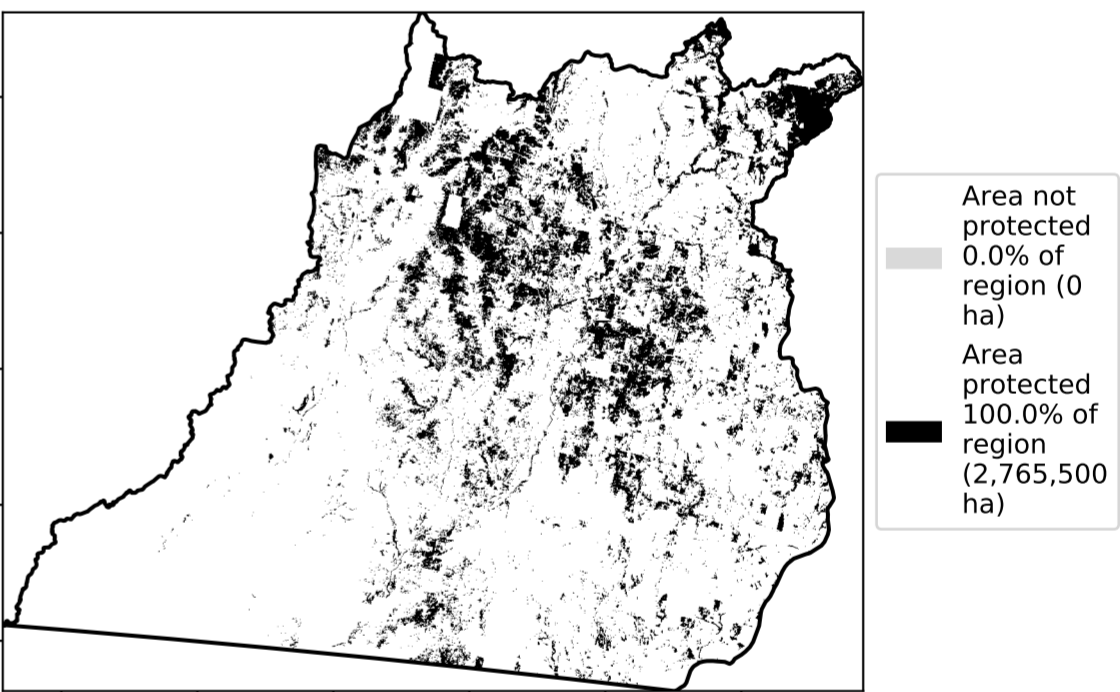 Area not
protected
0.0% of
region (0
ha)
Area
protected
100.0% of
region
(2,765,500
ha)